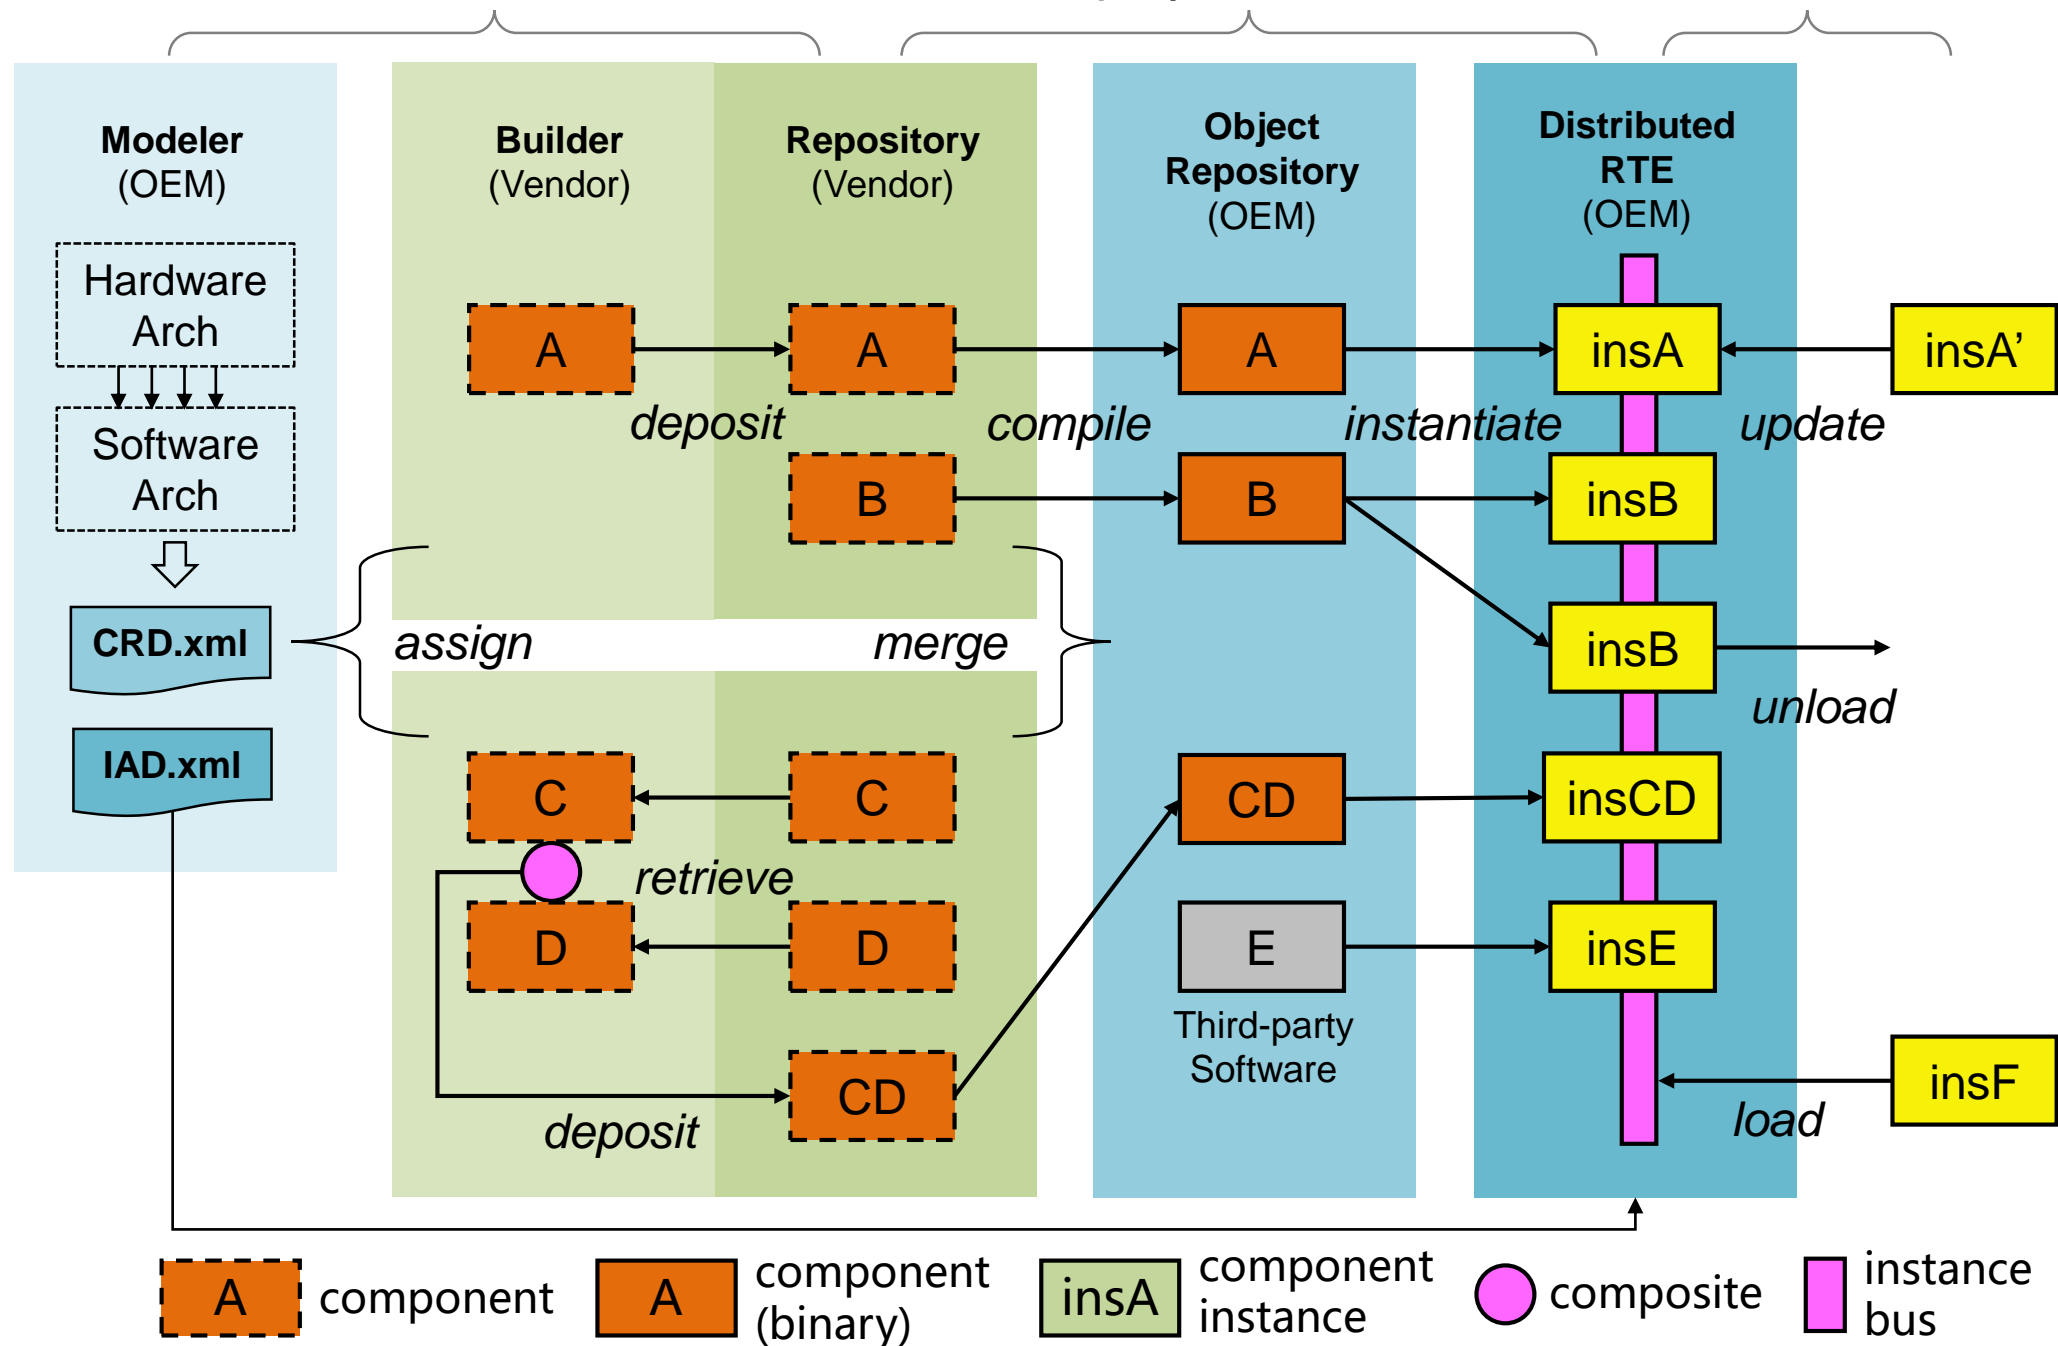 Modeler
(OEM)
Builder
(Vendor)
Repository
(Vendor)
Object
Repository
(OEM)
Distributed
RTE
(OEM)
Hardware
Arch
Software
Arch
CRD.xml
IAD.xml
A
A
A
insA
insA’
deposit
compile
instantiate
update
B
B
insB
assign
merge
insB
unload
C
C
CD
insCD
retrieve
D
D
E
insE
Third-party
Software
CD
insF
deposit
load
A
component
A
component
(binary)
insA
component
instance
composite
instance
bus